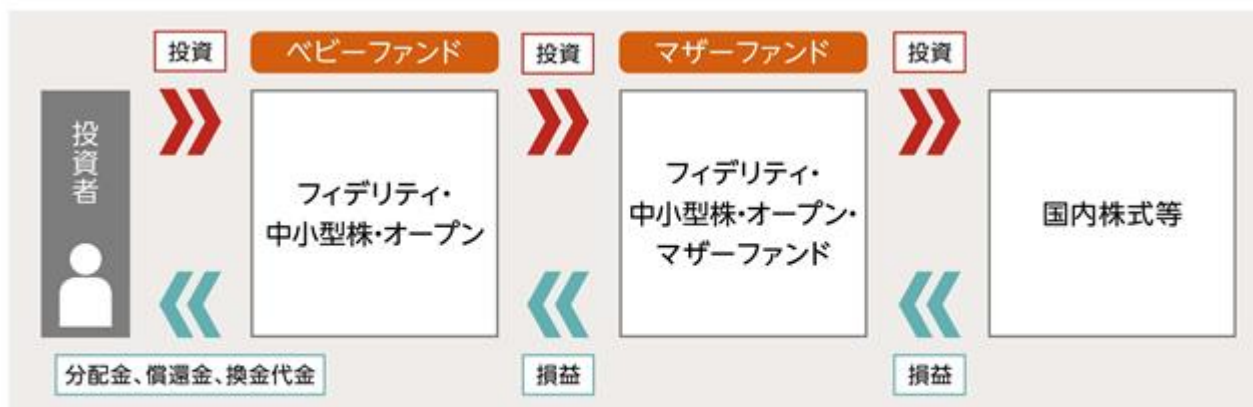 投資
ベビーファンド
投資
マザーファンド
投資
投資者
フィデリティ・
中小型株・オープン
フィデリティ・
中小型株・オープン・
マザーファンド
国内株式等
分配金、償還金、換金代金
損益
損益